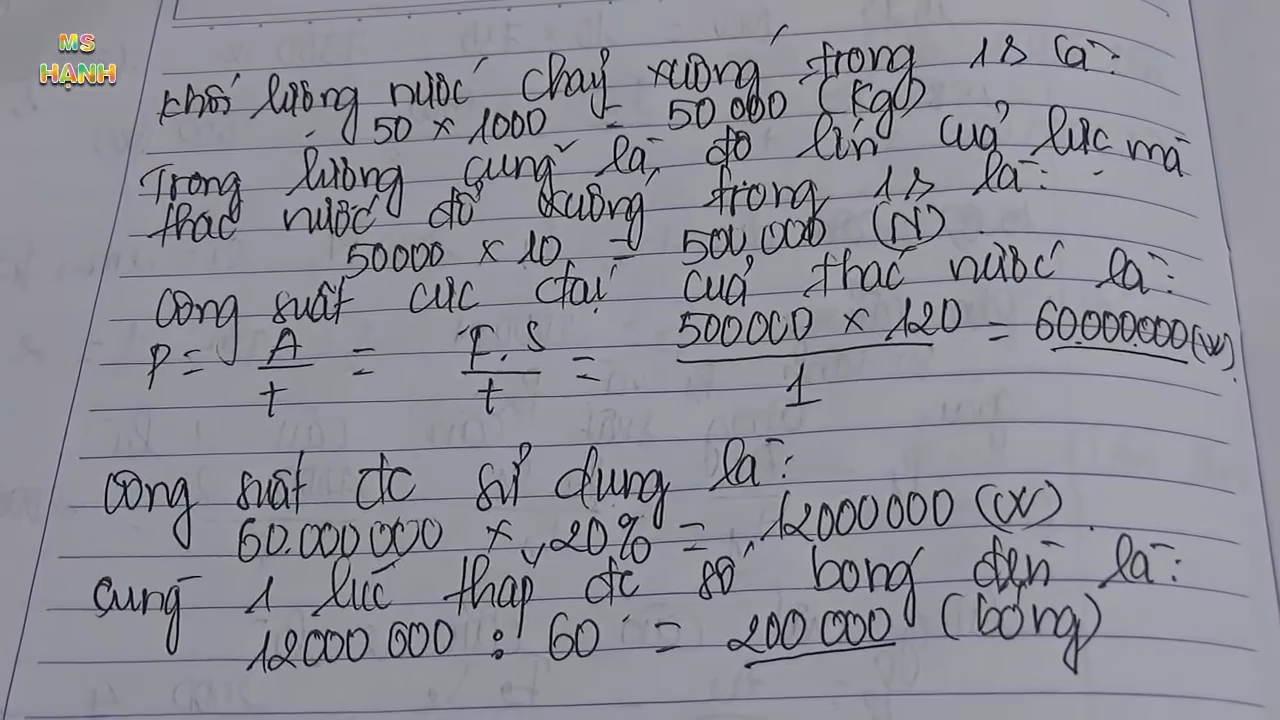 MS
HẠNH
Khối lượng nước chảy xuống trong 1s là:
50 x 1000 = 50 000 (kg)
Trọng lượng cũng là độ lớn của lực mà
thác nước đổ xuống trong 1s là:
50000 x 10 = 500,000 (N)
Công suất cực đại của thác nước là:
P = A/t = F.S/t = 500000 x 120/1 = 60.000.000 (W).
Công suất đc sử dụng là:
60.000 000 x 20% = 12000000 (W).
Cùng 1 lúc thắp đc số bóng đèn là:
12000 000 : 60 = 200 000 (bóng)